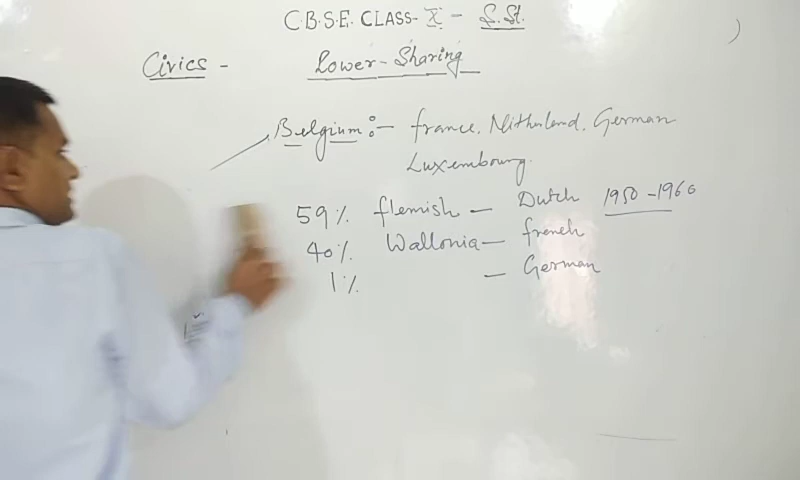 C.B.S.E. CLASS- X - S.St.
Civics - Power-Sharing
Belgium :- france, Nitherland, German
Luxembourg.
59% flemish - Dutch 1950-1960
40% Wallonia - french
1% - German